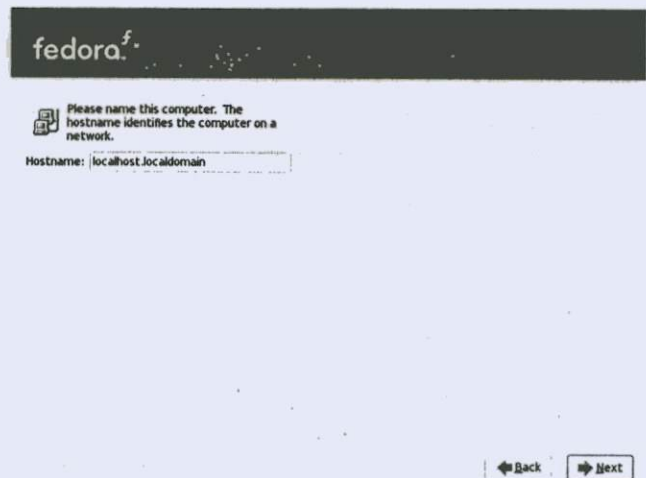 fedora
Please name this computer. The
hostname identifies the computer on a
network.
Hostname: localhost.localdomain
Back
Next